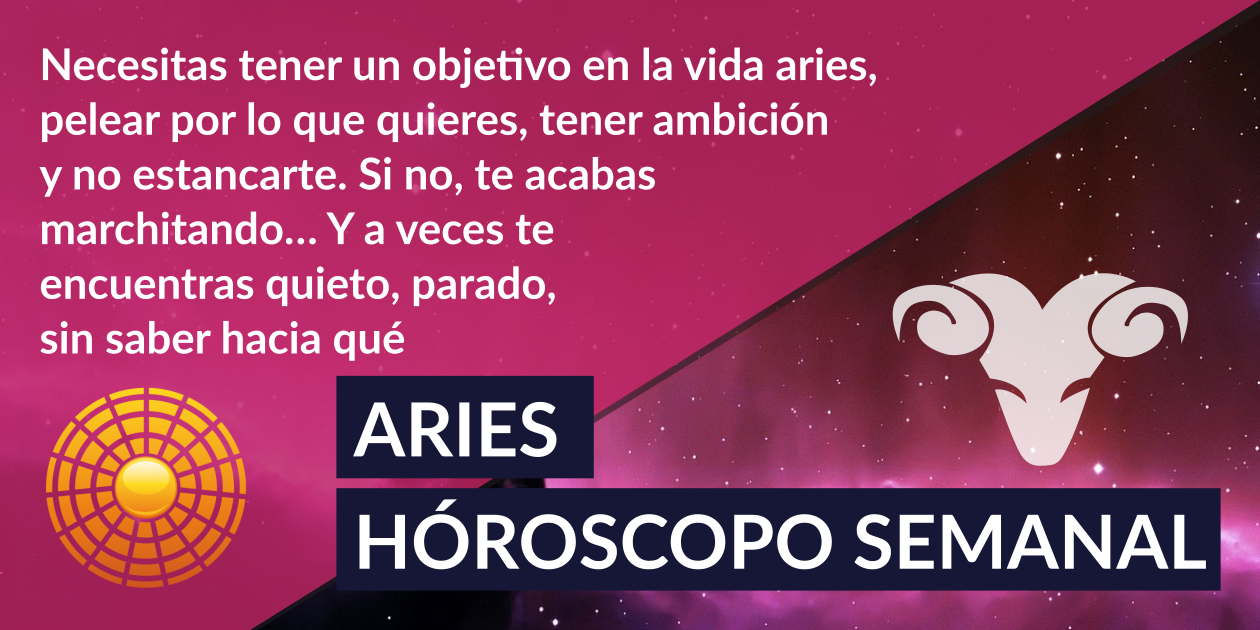 Necesitas tener un objetivo en la vida aries,
pelear por lo que quieres, tener ambición
y no estancarte. Si no, te acabas
marchitando... Y a veces te
encuentras quieto, parado,
sin saber hacia qué
ARIES
HÓROSCOPO SEMANAL